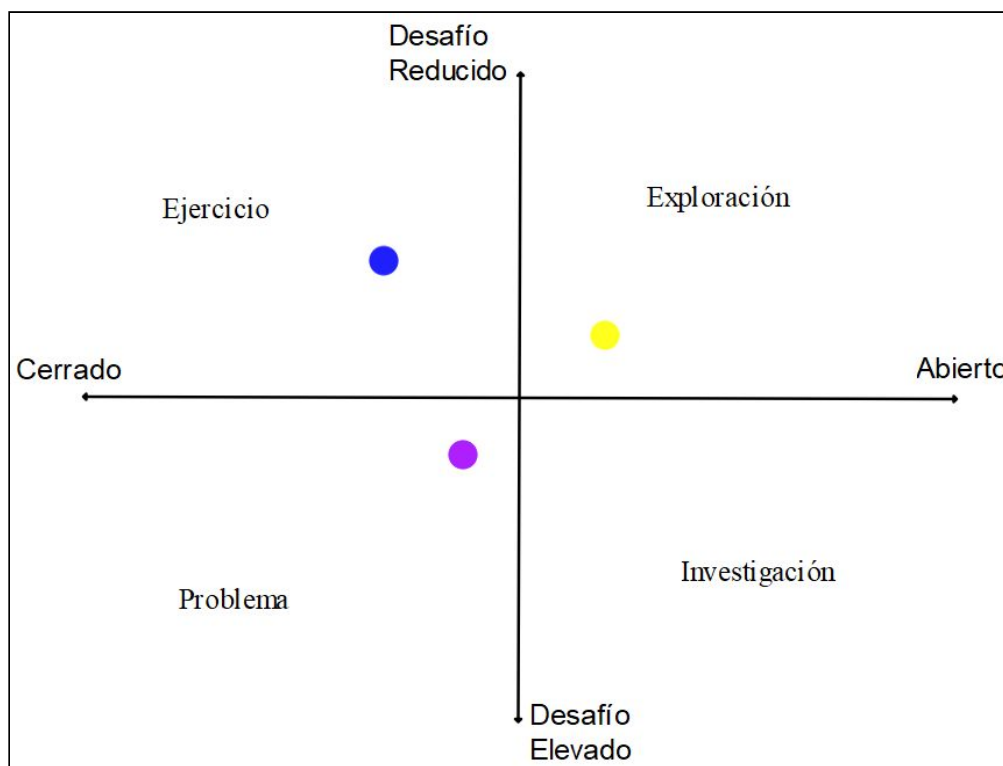 Desafío
Reducido
Ejercicio
Exploración
Cerrado
Abierto
Problema
Investigación
Desafío
Elevado